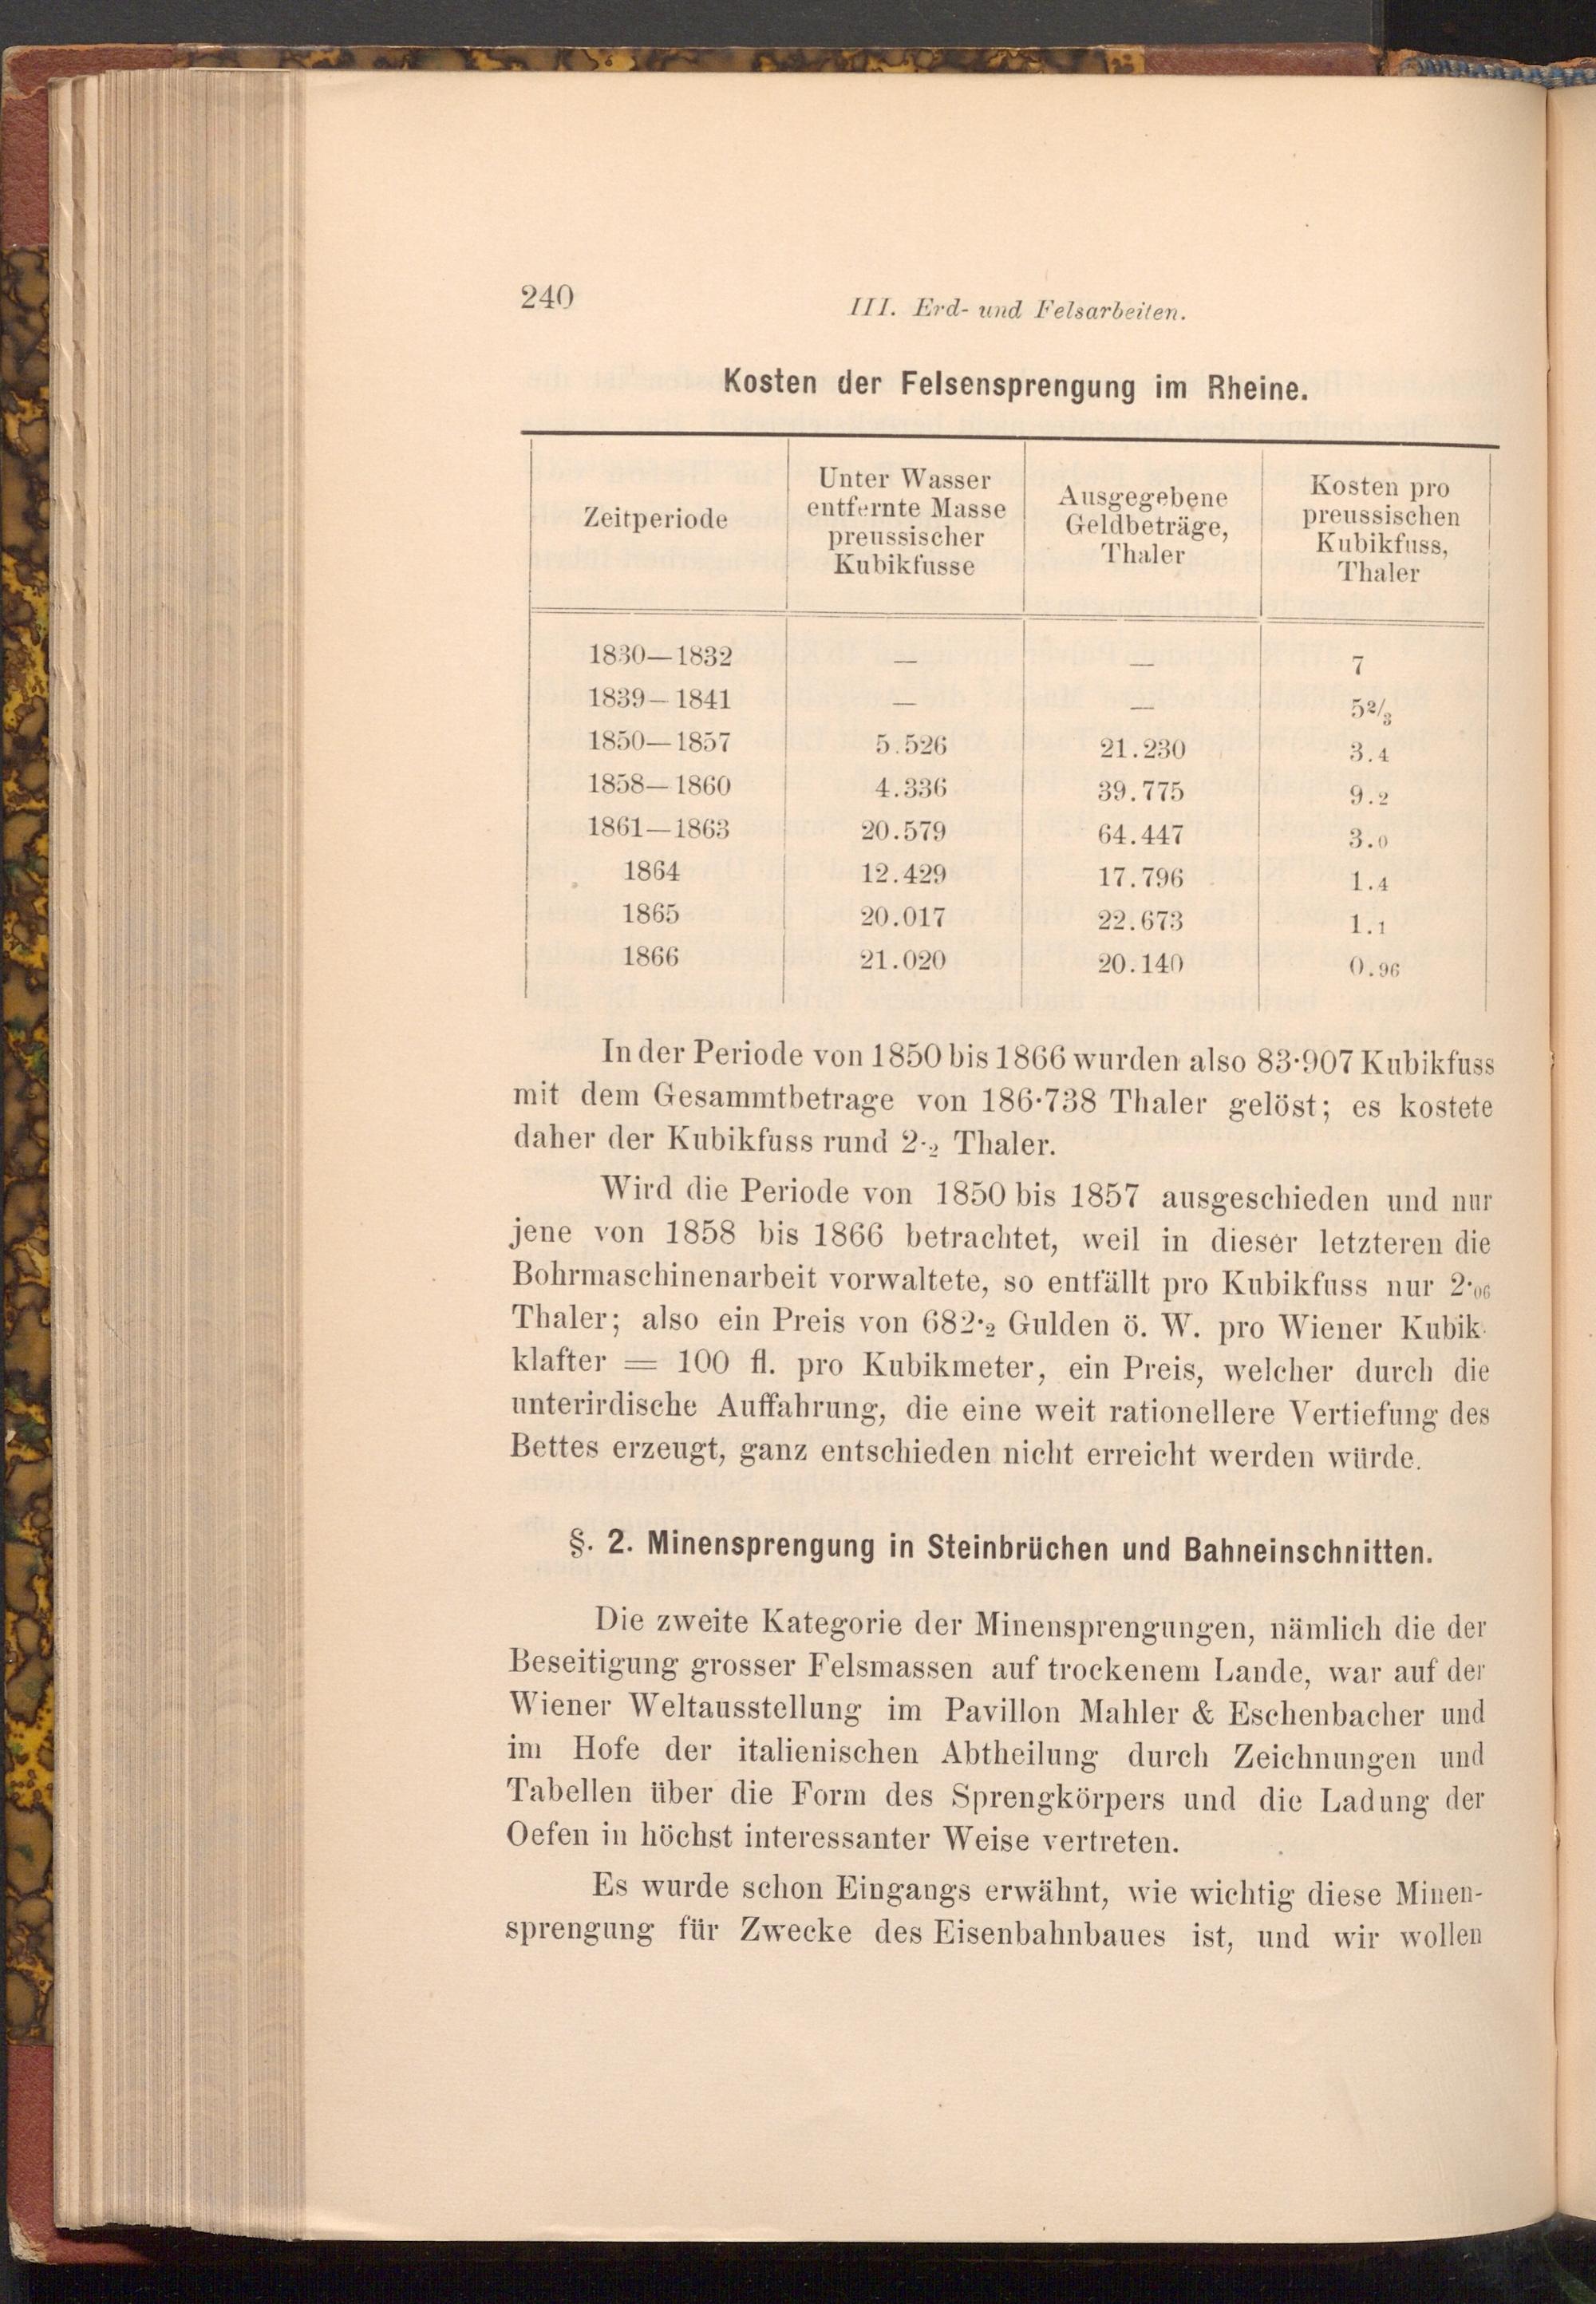 240
III. Erd- und Felsarbeiten.
Kosten der Felsensprengung im Rheine.
Zeitperiode
Unter Wasser
entfernte Masse
preussischer
Kubikfusse
Ausgegebene
Geldbeträge,
Thaler
Kosten pro
preussischen
Kubikfuss,
Thaler
1830—1832 — — 7
1839—1841 — — 5 2/3
1850—1857 5.526 21.230 3.4
1858—1860 4.336 39.775 9.2
1861—1863 20.579 64.447 3.0
1864 12.429 17.796 1.4
1865 20.017 22.673 1.1
1866 21.020 20.140 0.96
In der Periode von 1850 bis 1866 wurden also 83·907 Kubikfuss
mit dem Gesammtbetrage von 186·738 Thaler gelöst; es kostete
daher der Kubikfuss rund 2·2 Thaler.
Wird die Periode von 1850 bis 1857 ausgeschieden und nur
jene von 1858 bis 1866 betrachtet, weil in dieser letzteren die
Bohrmaschinenarbeit vorwaltete, so entfällt pro Kubikfuss nur 2·06
Thaler; also ein Preis von 682·2 Gulden ö. W. pro Wiener Kubik-
klafter = 100 fl. pro Kubikmeter, ein Preis, welcher durch die
unterirdische Auffahrung, die eine weit rationellere Vertiefung des
Bettes erzeugt, ganz entschieden nicht erreicht werden würde.
§. 2. Minensprengung in Steinbrüchen und Bahneinschnitten.
Die zweite Kategorie der Minensprengungen, nämlich die der
Beseitigung grosser Felsmassen auf trockenem Lande, war auf der
Wiener Weltausstellung im Pavillon Mahler & Eschenbacher und
im Hofe der italienischen Abtheilung durch Zeichnungen und
Tabellen über die Form des Sprengkörpers und die Ladung der
Oefen in höchst interessanter Weise vertreten.
Es wurde schon Eingangs erwähnt, wie wichtig diese Minen-
sprengung für Zwecke des Eisenbahnbaues ist, und wir wollen